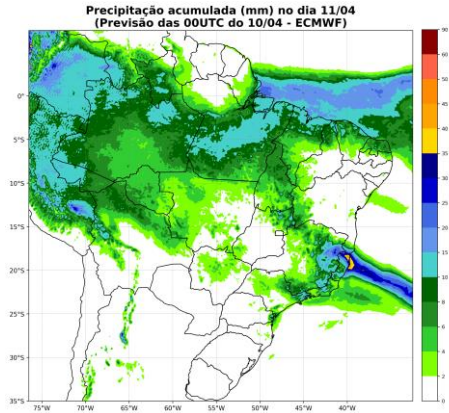 Precipitação acumulada (mm) no dia 11/04
(Previsão das 00UTC do 10/04 - ECMWF)
90
60
50
45
40
35
30
25
20
15
10
8
6
4
2
0
0°
5°S
10°S
15°S
20°S
25°S
30°S
35°S
75°W
70°W
65°W
60°W
55°W
50°W
45°W
40°W